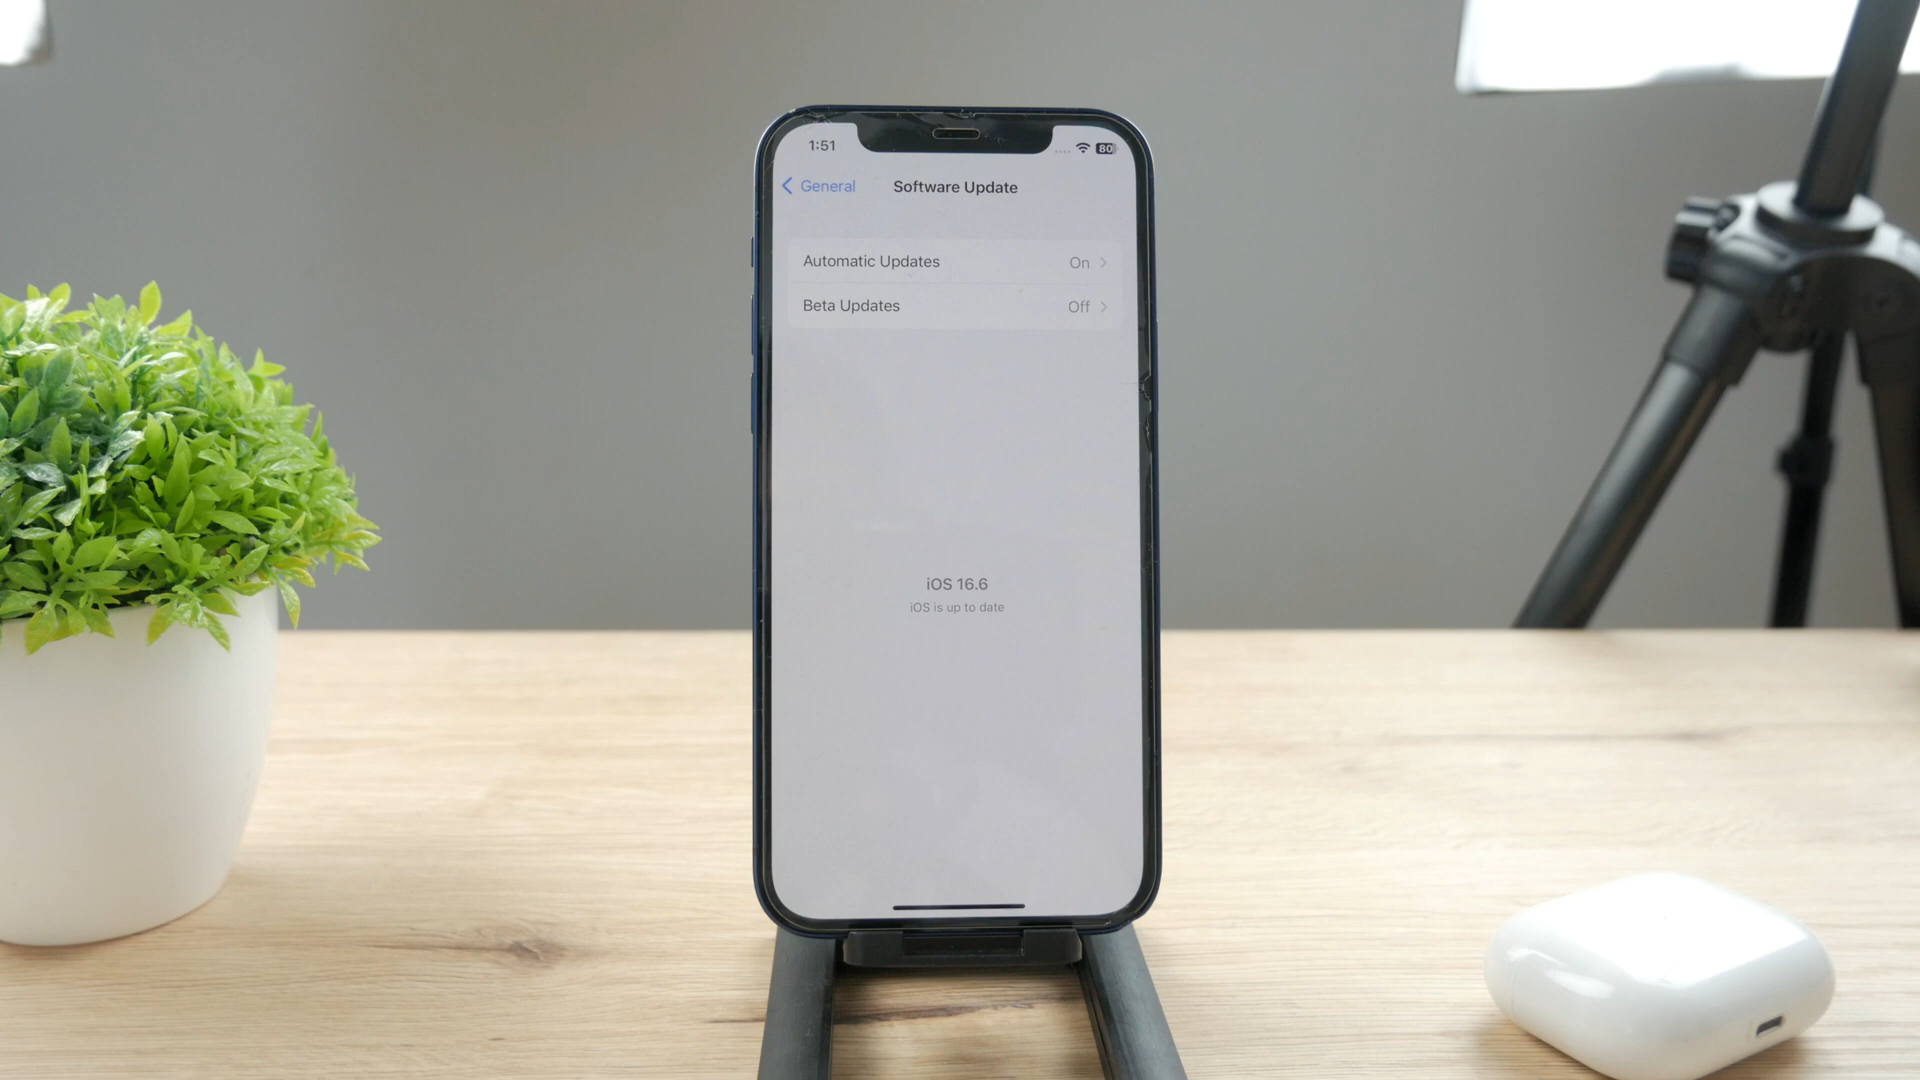 1:51
80
General
Software Update
Automatic Updates On
Beta Updates Off
iOS 16.6
iOS is up to date